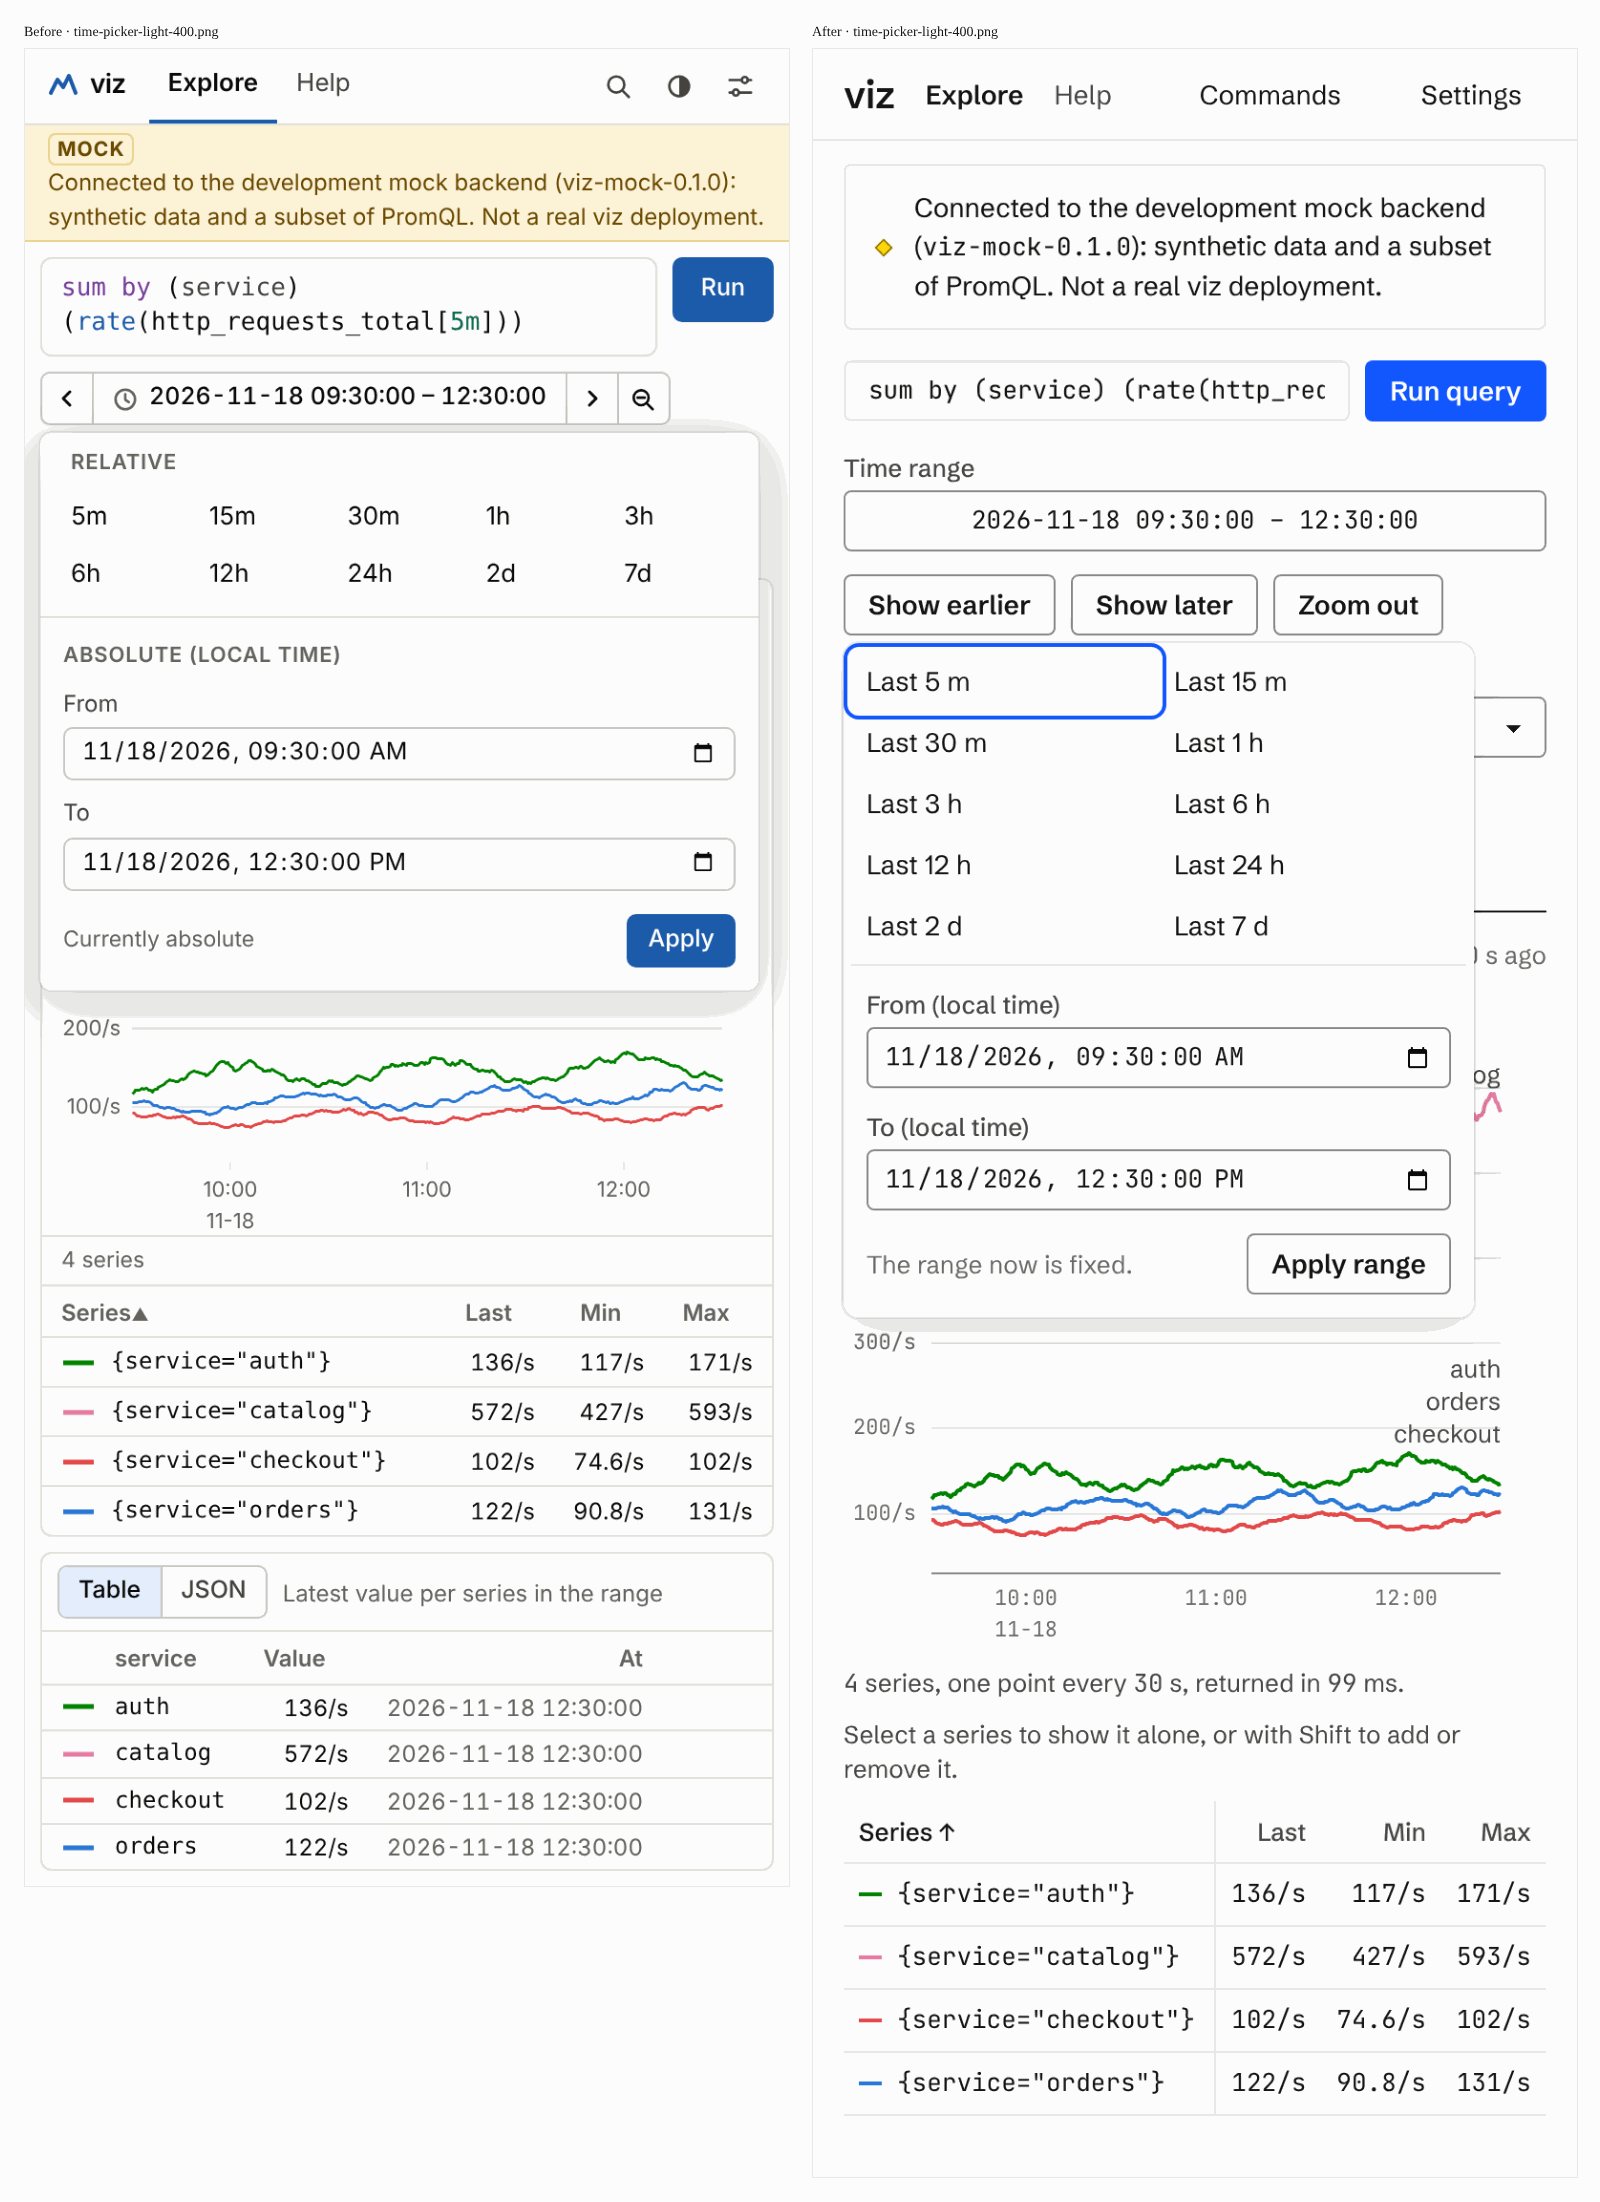 Before · time-picker-light-400.png
viz Explore Help
MOCK
Connected to the development mock backend (viz-mock-0.1.0):
synthetic data and a subset of PromQL. Not a real viz deployment.
sum by (service)
(rate(http_requests_total[5m]))
Run
2026-11-18 09:30:00 – 12:30:00
RELATIVE
5m 15m 30m 1h 3h
6h 12h 24h 2d 7d
ABSOLUTE (LOCAL TIME)
From
11/18/2026, 09:30:00 AM
To
11/18/2026, 12:30:00 PM
Currently absolute Apply
200/s
100/s
10:00 11:00 12:00
11-18
4 series
Series▲ Last Min Max
{service="auth"} 136/s 117/s 171/s
{service="catalog"} 572/s 427/s 593/s
{service="checkout"} 102/s 74.6/s 102/s
{service="orders"} 122/s 90.8/s 131/s
Table JSON Latest value per series in the range
service Value At
auth 136/s 2026-11-18 12:30:00
catalog 572/s 2026-11-18 12:30:00
checkout 102/s 2026-11-18 12:30:00
orders 122/s 2026-11-18 12:30:00
After · time-picker-light-400.png
viz Explore Help Commands Settings
Connected to the development mock backend
(viz-mock-0.1.0): synthetic data and a subset
of PromQL. Not a real viz deployment.
sum by (service) (rate(http_req
Run query
Time range
2026-11-18 09:30:00 – 12:30:00
Show earlier Show later Zoom out
Last 5 m Last 15 m
Last 30 m Last 1 h
Last 3 h Last 6 h
Last 12 h Last 24 h
Last 2 d Last 7 d
s ago
From (local time)
11/18/2026, 09:30:00 AM
og
To (local time)
11/18/2026, 12:30:00 PM
The range now is fixed. Apply range
300/s
auth
orders
200/s
checkout
100/s
10:00 11:00 12:00
11-18
4 series, one point every 30 s, returned in 99 ms.
Select a series to show it alone, or with Shift to add or
remove it.
Series ↑ Last Min Max
{service="auth"} 136/s 117/s 171/s
{service="catalog"} 572/s 427/s 593/s
{service="checkout"} 102/s 74.6/s 102/s
{service="orders"} 122/s 90.8/s 131/s